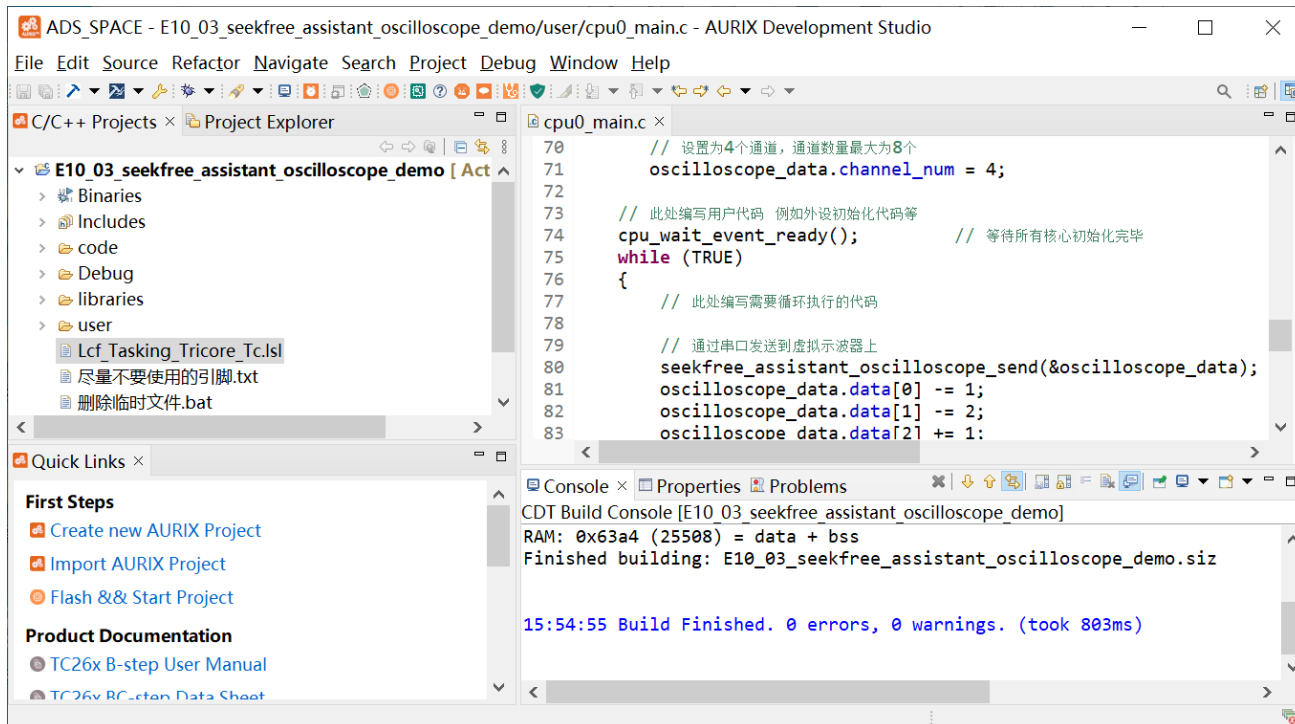 ADS_SPACE - E10_03_seekfree_assistant_oscilloscope_demo/user/cpu0_main.c - AURIX Development Studio
File Edit Source Refactor Navigate Search Project Debug Window Help
C/C++ Projects
Project Explorer
E10_03_seekfree_assistant_oscilloscope_demo [ Act
Binaries
Includes
code
Debug
libraries
user
Lcf_Tasking_Tricore_Tc.lsl
尽量不要使用的引脚.txt
删除临时文件.bat
Quick Links
First Steps
Create new AURIX Project
Import AURIX Project
Flash && Start Project
Product Documentation
TC26x B-step User Manual
TC26x BC-step Data Sheet
cpu0_main.c
70 // 设置为4个通道，通道数量最大为8个
71 oscilloscope_data.channel_num = 4;
72
73 // 此处编写用户代码 例如外设初始化代码等
74 cpu_wait_event_ready(); // 等待所有核心初始化完毕
75 while (TRUE)
76 {
77 // 此处编写需要循环执行的代码
78
79 // 通过串口发送到虚拟示波器上
80 seekfree_assistant_oscilloscope_send(&oscilloscope_data);
81 oscilloscope_data.data[0] -= 1;
82 oscilloscope_data.data[1] -= 2;
83 oscilloscope_data.data[2] += 1;
Console
Properties
Problems
CDT Build Console [E10_03_seekfree_assistant_oscilloscope_demo]
RAM: 0x63a4 (25508) = data + bss
Finished building: E10_03_seekfree_assistant_oscilloscope_demo.siz
15:54:55 Build Finished. 0 errors, 0 warnings. (took 803ms)